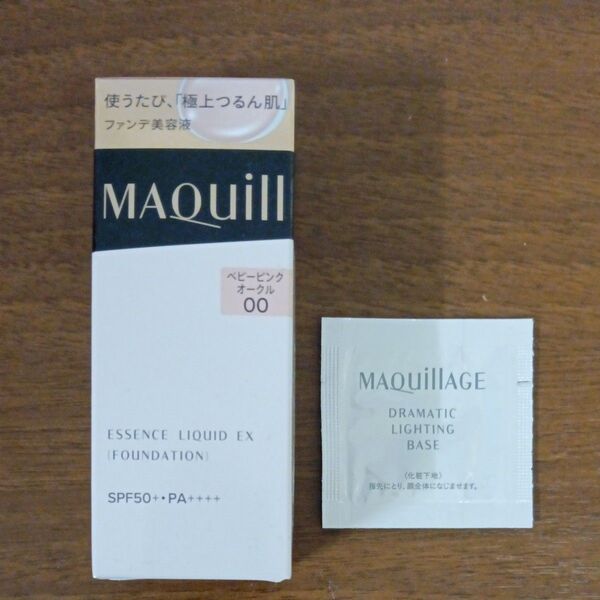 使うたび、「極上つるん肌」
ファンデ美容液
MAQuill
ベビーピンク
オークル
00
ESSENCE LIQUID EX
(FOUNDATION)
SPF50+・PA++++
MAQuillAGE
DRAMATIC
LIGHTING
BASE
〈化粧下地〉
指先にとり、顔全体になじませます。